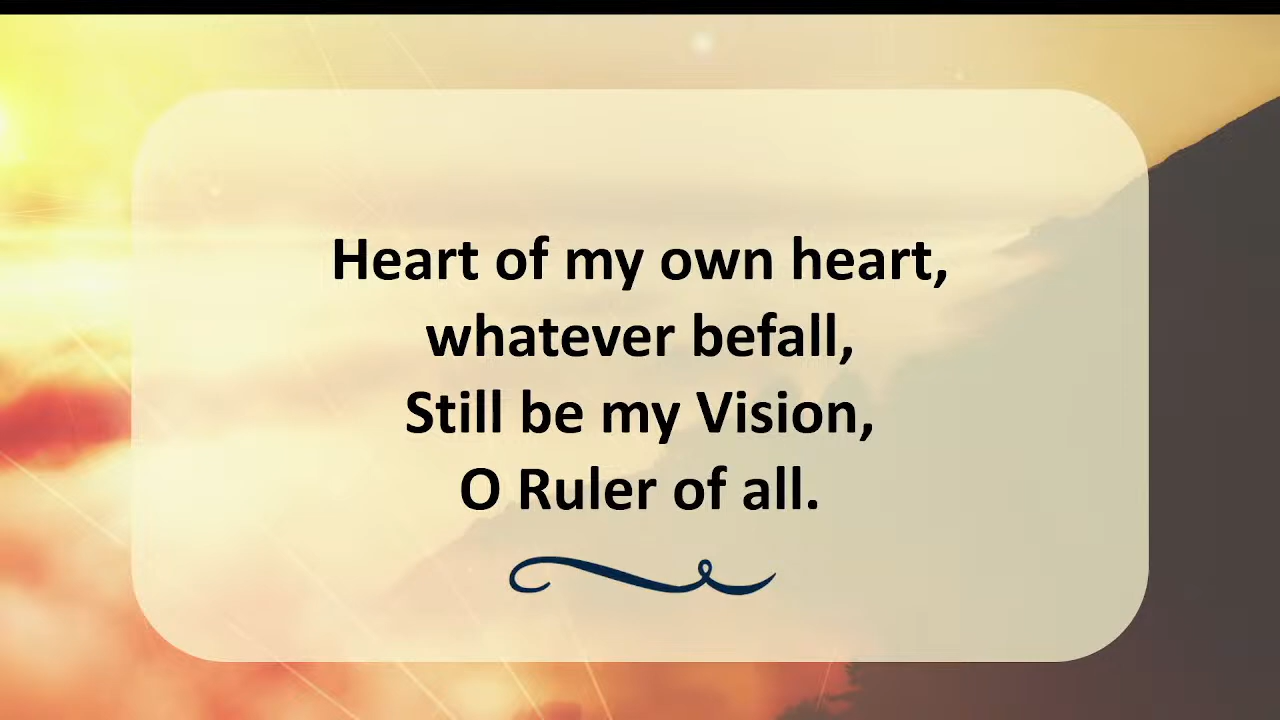 Heart of my own heart,
whatever befall,
Still be my Vision,
O Ruler of all.